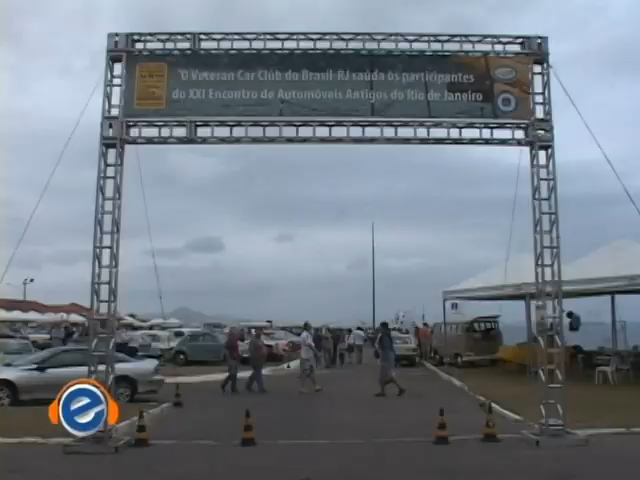 "O Veteran Car Club do Brasil-RJ saúda os participantes
do XXI Encontro de Automóveis Antigos do Rio de Janeiro
e